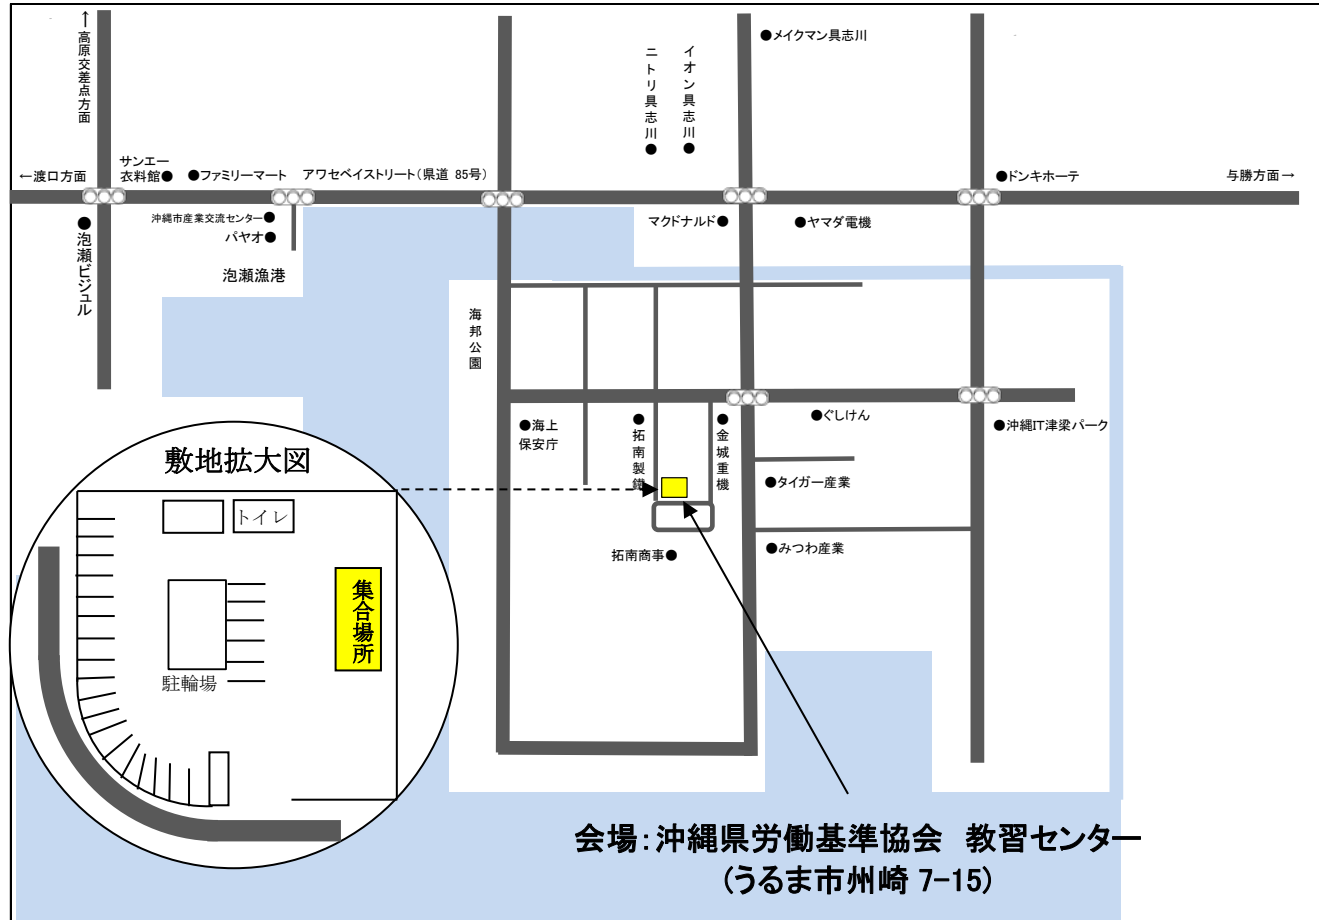 ↑高原交差点方面
ニトリ具志川●
イオン具志川●
●メイクマン具志川
←渡口方面
サンエー
衣料館●
●ファミリーマート
アワセベイストリート(県道 85号)
●ドンキホーテ
与勝方面→
●泡瀬ビジュル
沖縄市産業交流センター●
パヤオ●
泡瀬漁港
マクドナルド●
●ヤマダ電機
海邦公園
●海上
保安庁
●拓南製鐵
●金城重機
●ぐしけん
●沖縄IT津梁パーク
●タイガー産業
●みつわ産業
拓南商事●
敷地拡大図
トイレ
集合場所
駐輪場
会場：沖縄県労働基準協会　教習センター
(うるま市州崎 7-15)